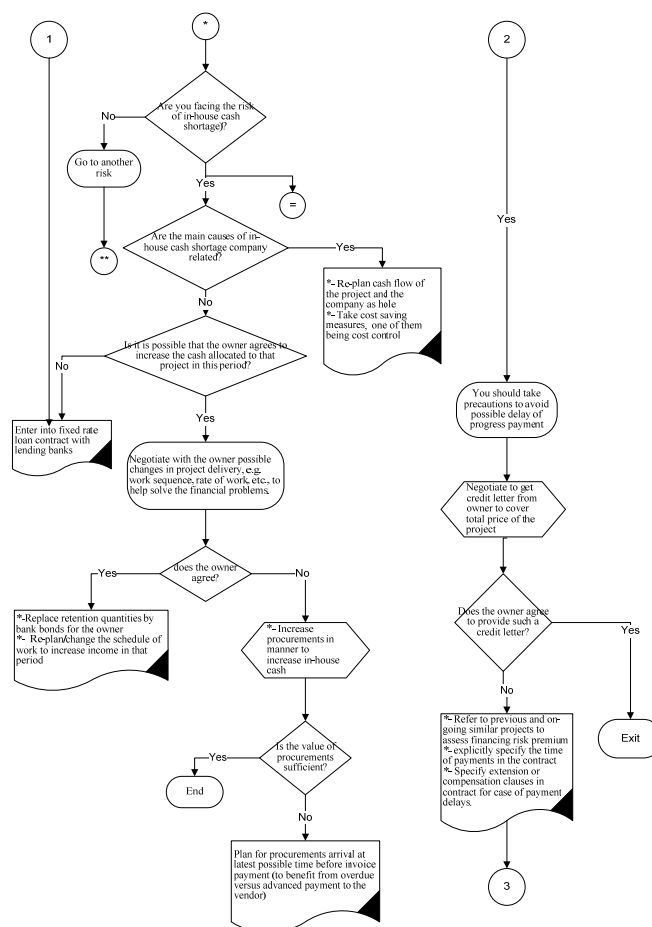 1
*
2
Are you facing the risk
of in-house cash
shortage)?
No
Go to another
risk
Yes
=
**
Are the main causes of in-
house cash shortage company
related?
Yes
*- Re-plan cash flow of
the project and the
company as hole
*- Take cost saving
measures, one of them
being cost control
No
Is it is possible that the owner agrees to
increase the cash allocated to that
project in this period?
No
Enter into fixed rate
loan contract with
lending banks
Yes
Negotiate with the owner possible
changes in project delivery, e.g.
work sequence, rate of work, etc., to
help solve the financial problems.
does the owner
agree?
Yes
*-Replace retention quantities by
bank bonds for the owner
*- Re-plan/change the schedule of
work to increase income in that
period
No
*- Increase
procurements in
manner to
increase in-house
cash
Is the value of
procurements
sufficient?
Yes
End
No
Plan for procurements arrival at
latest possible time before invoice
payment (to benefit from overdue
versus advanced payment to the
vendor)
Yes
You should take
precautions to avoid
possible delay of
progress payment
Negotiate to get
credit letter from
owner to cover
total price of the
project
Does the owner agree
to provide such a
credit letter?
Yes
Exit
No
*- Refer to previous and on-
going similar projects to
assess financing risk premium
*- explicitly specify the time
of payments in the contract
*- Specify extension or
compensation clauses in
contract for case of payment
delays.
3